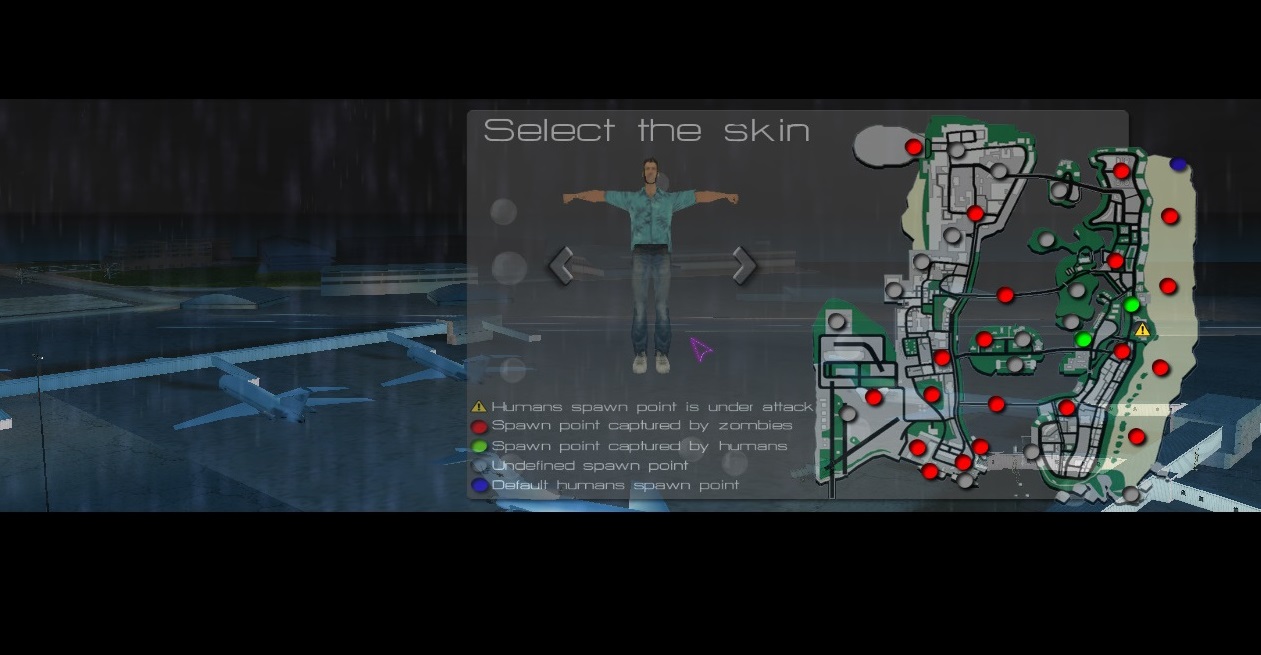 Select the skin
Humans spawn point is under attack
Spawn point captured by zombies
Spawn point captured by humans
Undefined spawn point
Default humans spawn point